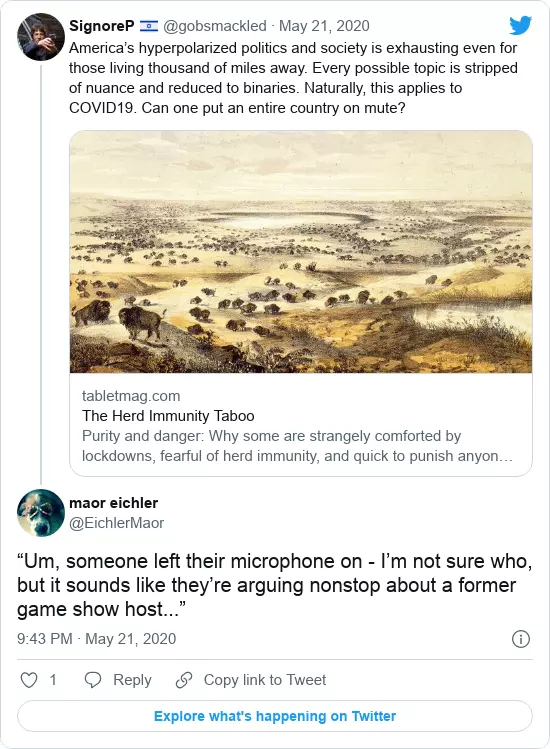 SignoreP 🇮🇱 @gobsmackled · May 21, 2020
America’s hyperpolarized politics and society is exhausting even for
those living thousand of miles away. Every possible topic is stripped
of nuance and reduced to binaries. Naturally, this applies to
COVID19. Can one put an entire country on mute?
tabletmag.com
The Herd Immunity Taboo
Purity and danger: Why some are strangely comforted by
lockdowns, fearful of herd immunity, and quick to punish anyon…
maor eichler
@EichlerMaor
“Um, someone left their microphone on - I’m not sure who,
but it sounds like they’re arguing nonstop about a former
game show host...”
9:43 PM · May 21, 2020
1 Reply Copy link to Tweet
Explore what's happening on Twitter